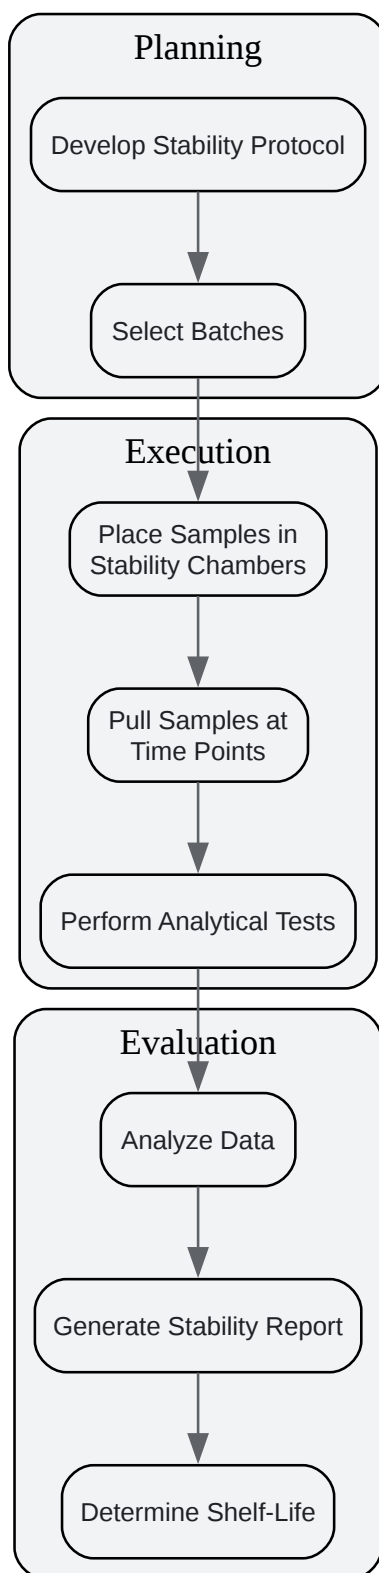 Planning
Develop Stability Protocol
Select Batches
Execution
Place Samples in
Stability Chambers
Pull Samples at
Time Points
Perform Analytical Tests
Evaluation
Analyze Data
Generate Stability Report
Determine Shelf-Life